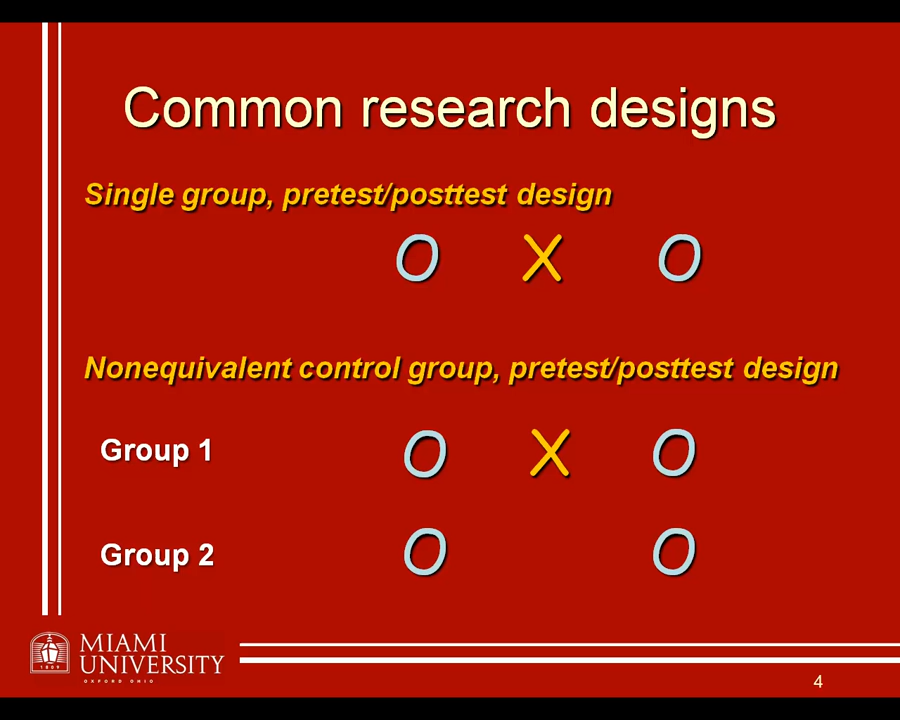 Common research designs
Single group, pretest/posttest design
O X O
Nonequivalent control group, pretest/posttest design
Group 1 O X O
Group 2 O O
MIAMI
UNIVERSITY
1809
OXFORD OHIO
4